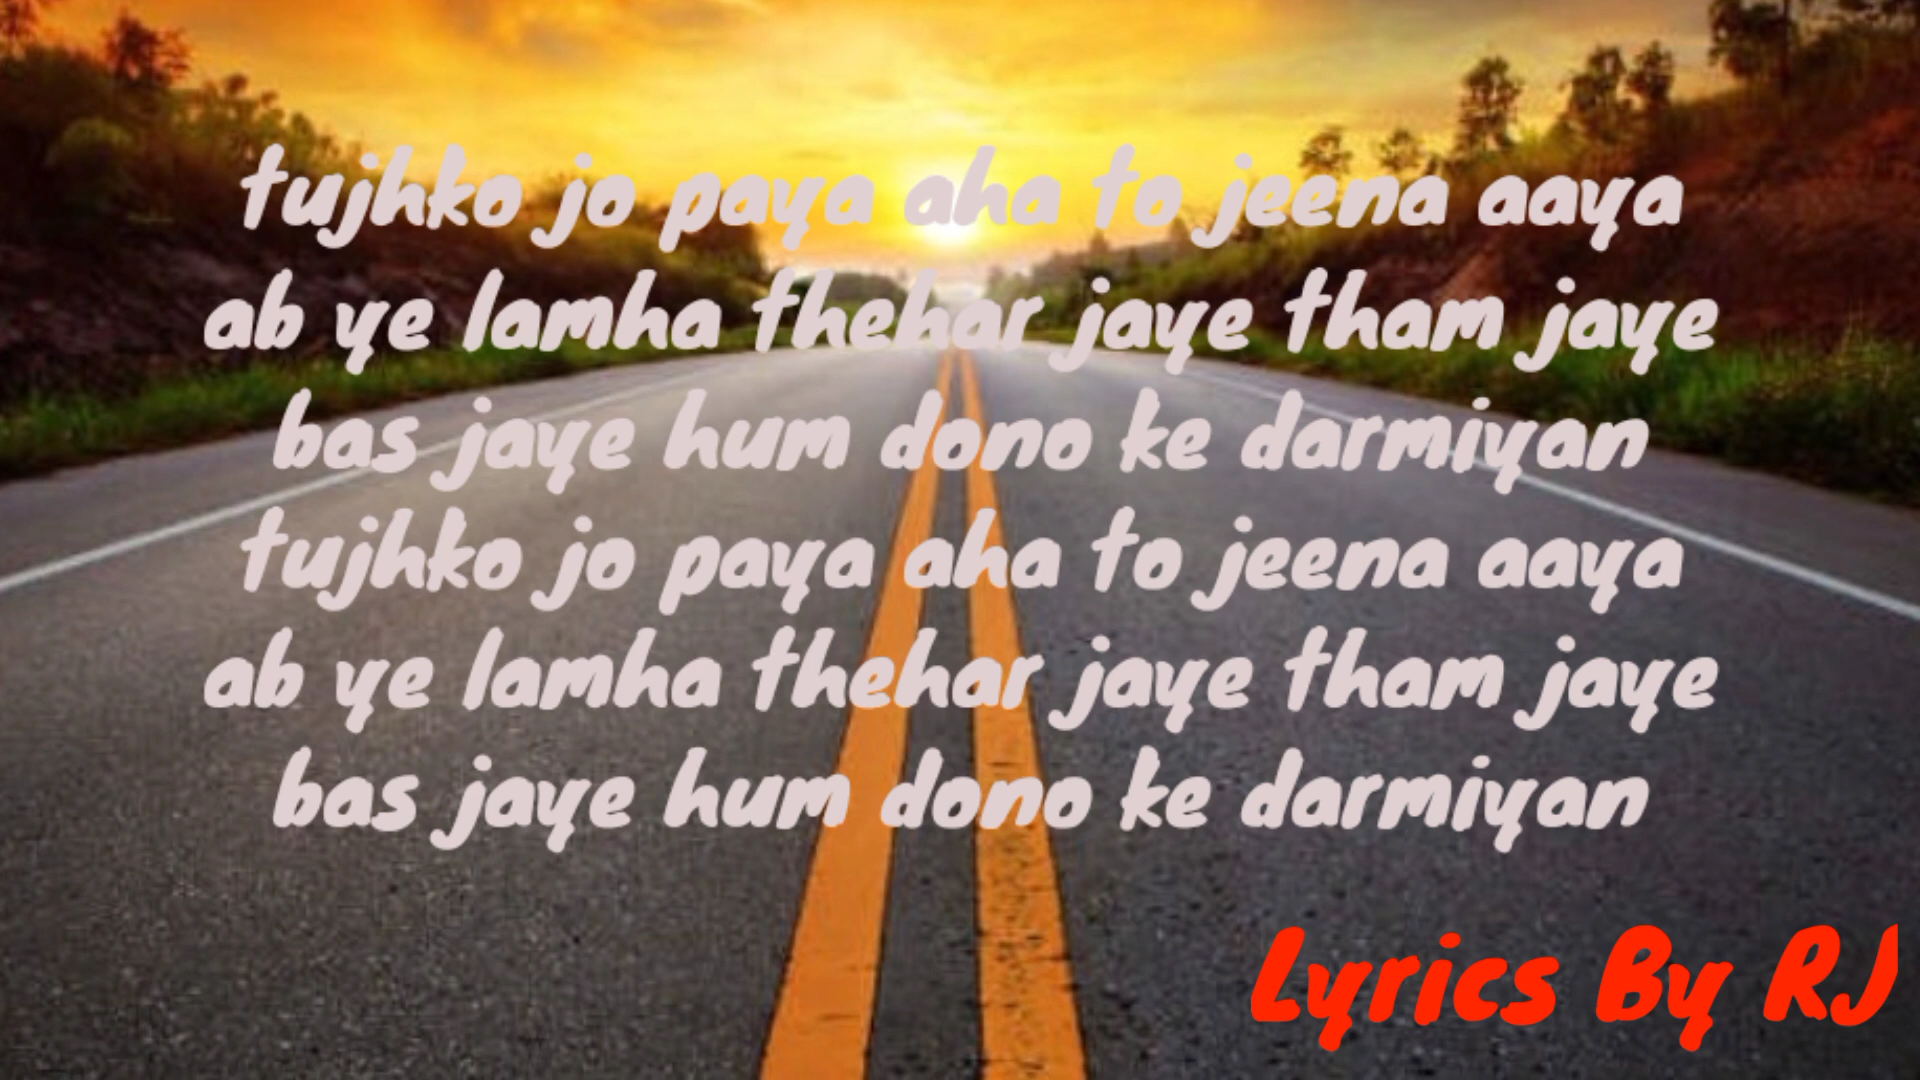 tujhko jo paya aha to jeena aaya
ab ye lamha thehar jaye tham jaye
bas jaye hum dono ke darmiyan
tujhko jo paya aha to jeena aaya
ab ye lamha thehar jaye tham jaye
bas jaye hum dono ke darmiyan
Lyrics By RJ